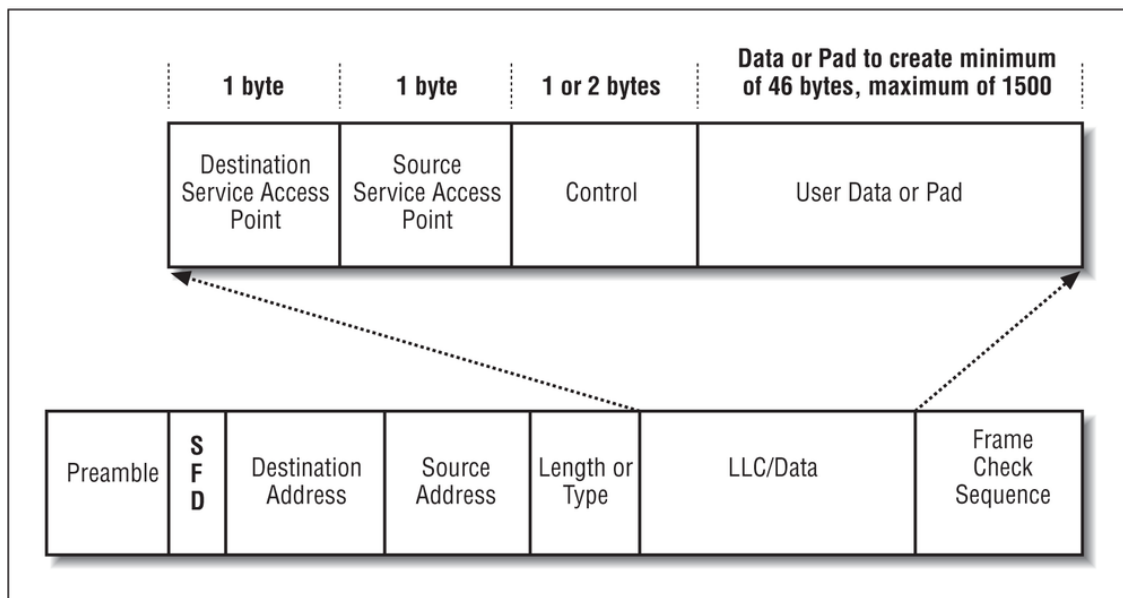 Data or Pad to create minimum
1 byte 1 byte 1 or 2 bytes of 46 bytes, maximum of 1500
Destination
Service Access
Point
Source
Service Access
Point
Control
User Data or Pad
Preamble
S
F
D
Destination
Address
Source
Address
Length or
Type
LLC/Data
Frame
Check
Sequence